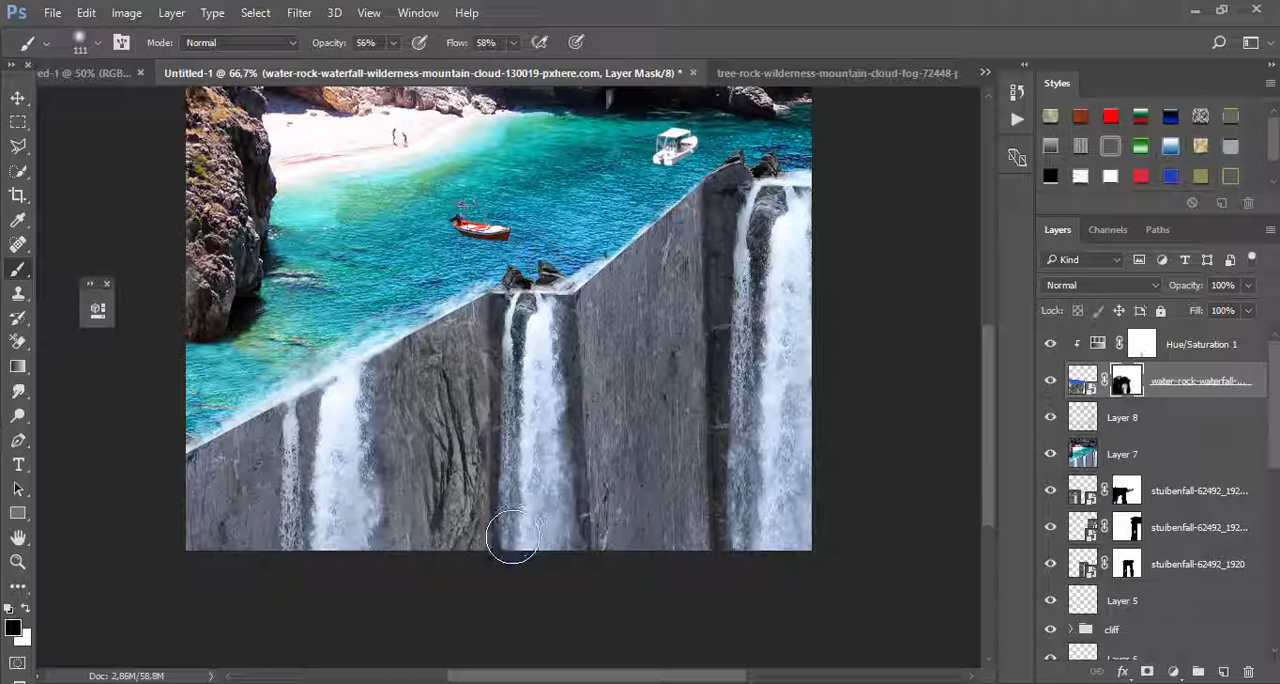 Ps File Edit Image Layer Type Select Filter 3D View Window Help
111 Mode: Normal Opacity: 56% Flow: 58%
ed-1 @ 50% (RGB... Untitled-1 @ 66,7% (water-rock-waterfall-wilderness-mountain-cloud-130019-pxhere.com, Layer Mask/8) * tree-rock-wilderness-mountain-cloud-fog-72448-p
Styles
Layers Channels Paths
Kind
Normal Opacity: 100%
Lock: Fill: 100%
Hue/Saturation 1
water-rock-waterfall-...
Layer 8
Layer 7
stuibenfall-62492_192...
stuibenfall-62492_192...
stuibenfall-62492_1920
Layer 5
cliff
Layer 6
fx
Doc: 2,86M/58,8M